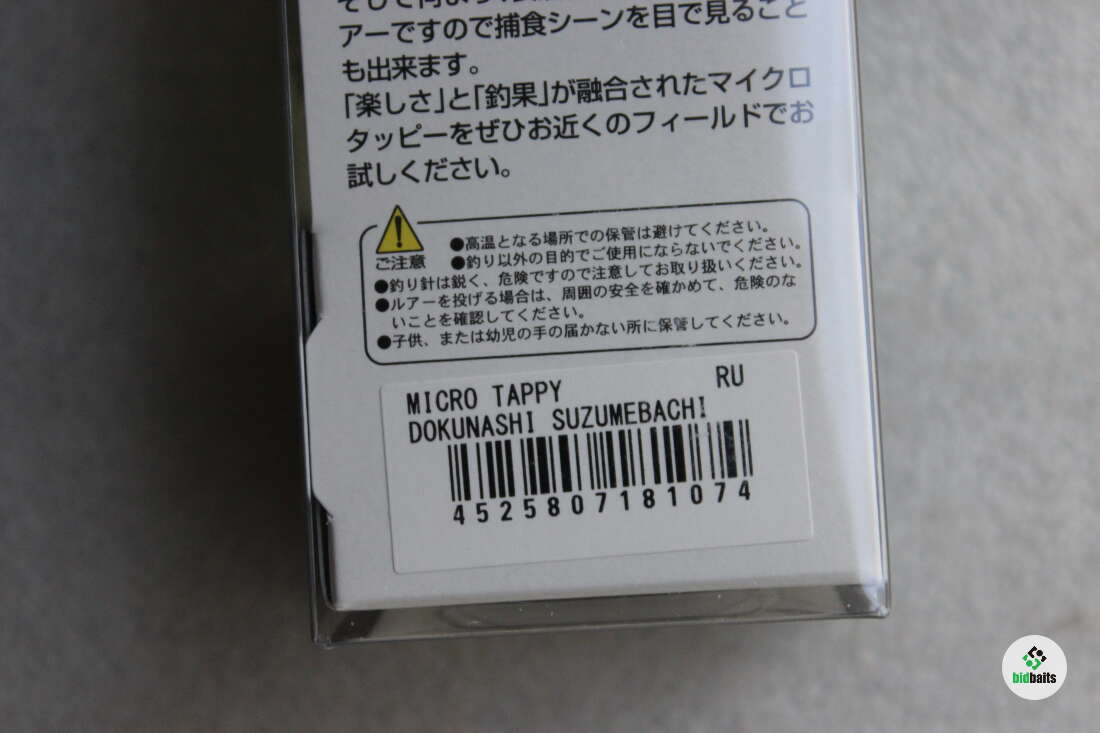 アーですので捕食シーンを目で見ること
も出来ます。
「楽しさ」と「釣果」が融合されたマイクロ
タッピーをぜひお近くのフィールドでお
試しください。
ご注意
●高温となる場所での保管は避けてください。
●釣り以外の目的でご使用にならないでください。
●釣り針は鋭く、危険ですので注意してお取り扱いください。
●ルアーを投げる場合は、周囲の安全を確かめて、危険のな
いことを確認してください。
●子供、または幼児の手の届かない所に保管してください。
MICRO TAPPY RU
DOKUNASHI SUZUMEBACHI
4525807181074
bidbaits